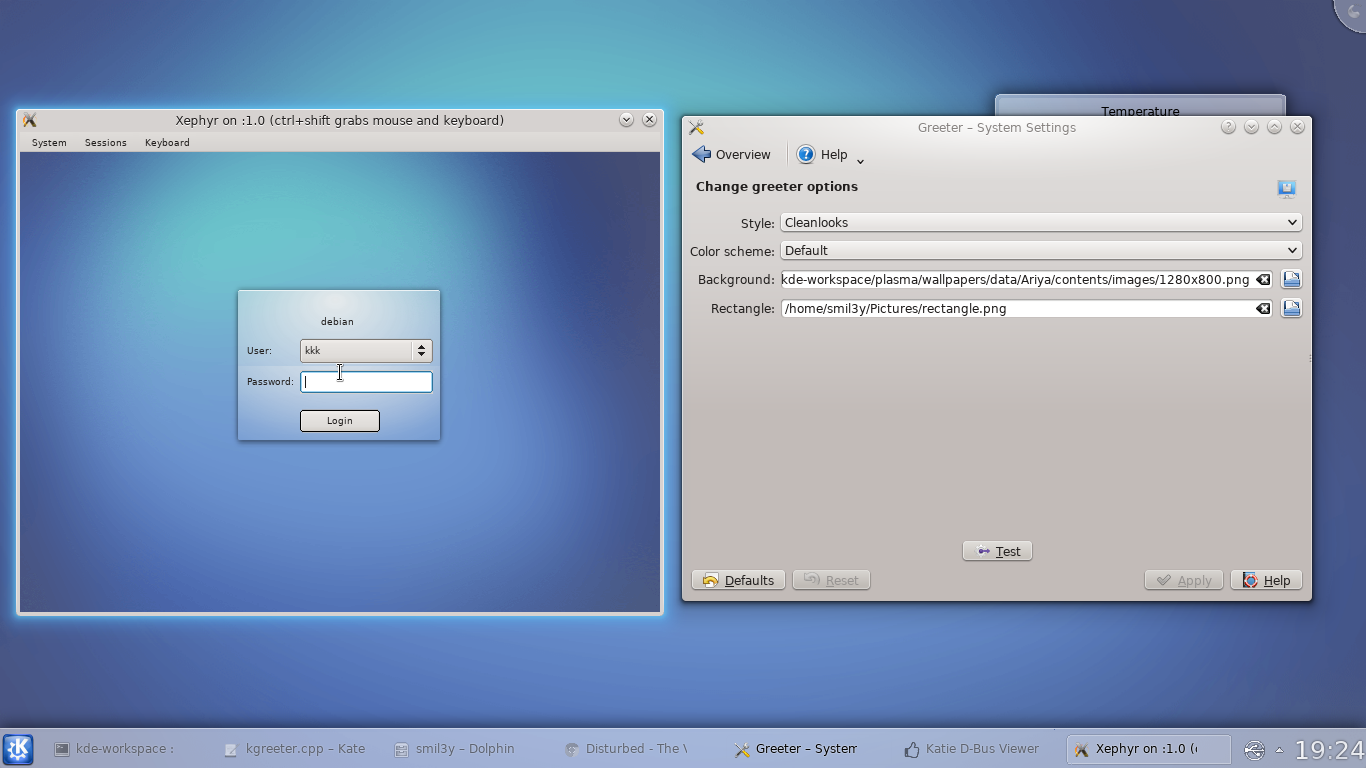 Temperature
Xephyr on :1.0 (ctrl+shift grabs mouse and keyboard)
System Sessions Keyboard
debian
User: kkk
Password:
Login
Greeter – System Settings
Overview Help
Change greeter options
Style: Cleanlooks
Color scheme: Default
Background: kde-workspace/plasma/wallpapers/data/Ariya/contents/images/1280x800.png
Rectangle: /home/smil3y/Pictures/rectangle.png
Test
Defaults Reset Apply Help
kde-workspace : kgreeter.cpp – Kate smil3y – Dolphin Disturbed - The \ Greeter – System Katie D-Bus Viewer Xephyr on :1.0 (c 19:24